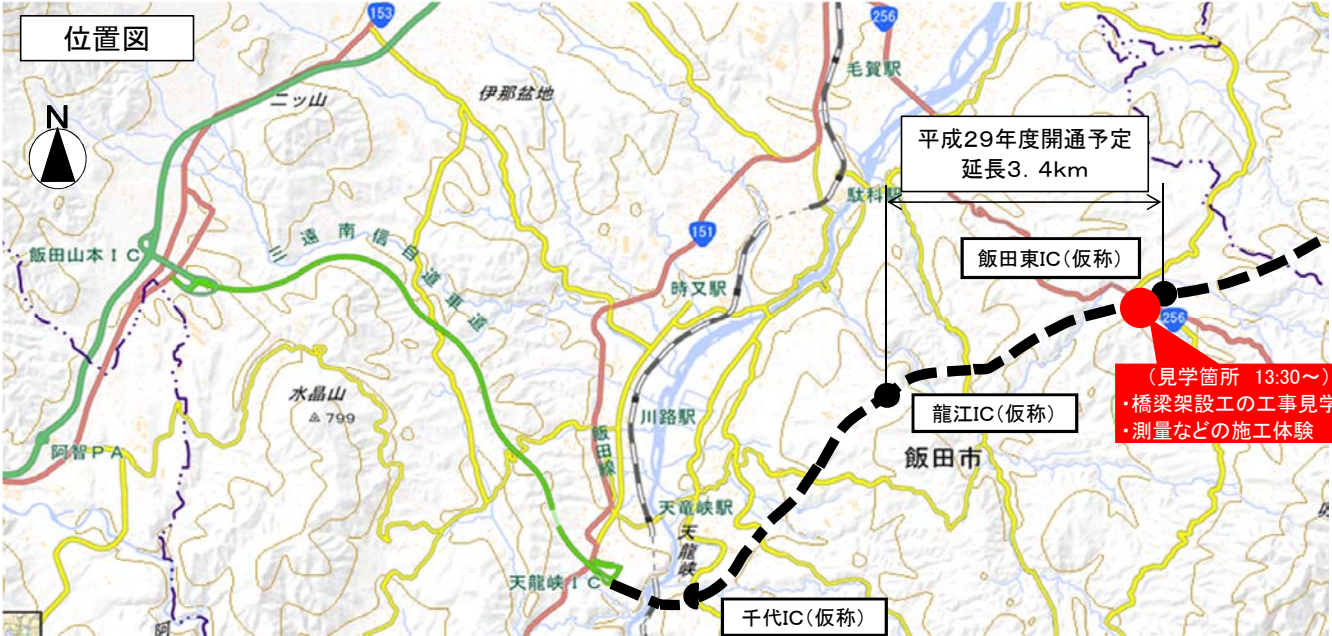 位置図
N
153
256
毛賀駅
二ッ山
伊那盆地
平成29年度開通予定
延長3.4km
駄科駅
151
飯田山本IC
三遠南信自道車道
飯田東IC(仮称)
時又駅
256
(見学箇所 13:30~)
・橋梁架設工の工事見学
・測量などの施工体験
水晶山
799
川路駅
龍江IC(仮称)
飯田線
飯田市
阿智PA
天竜峡駅
天龍峡
天龍峡IC
千代IC(仮称)
阿